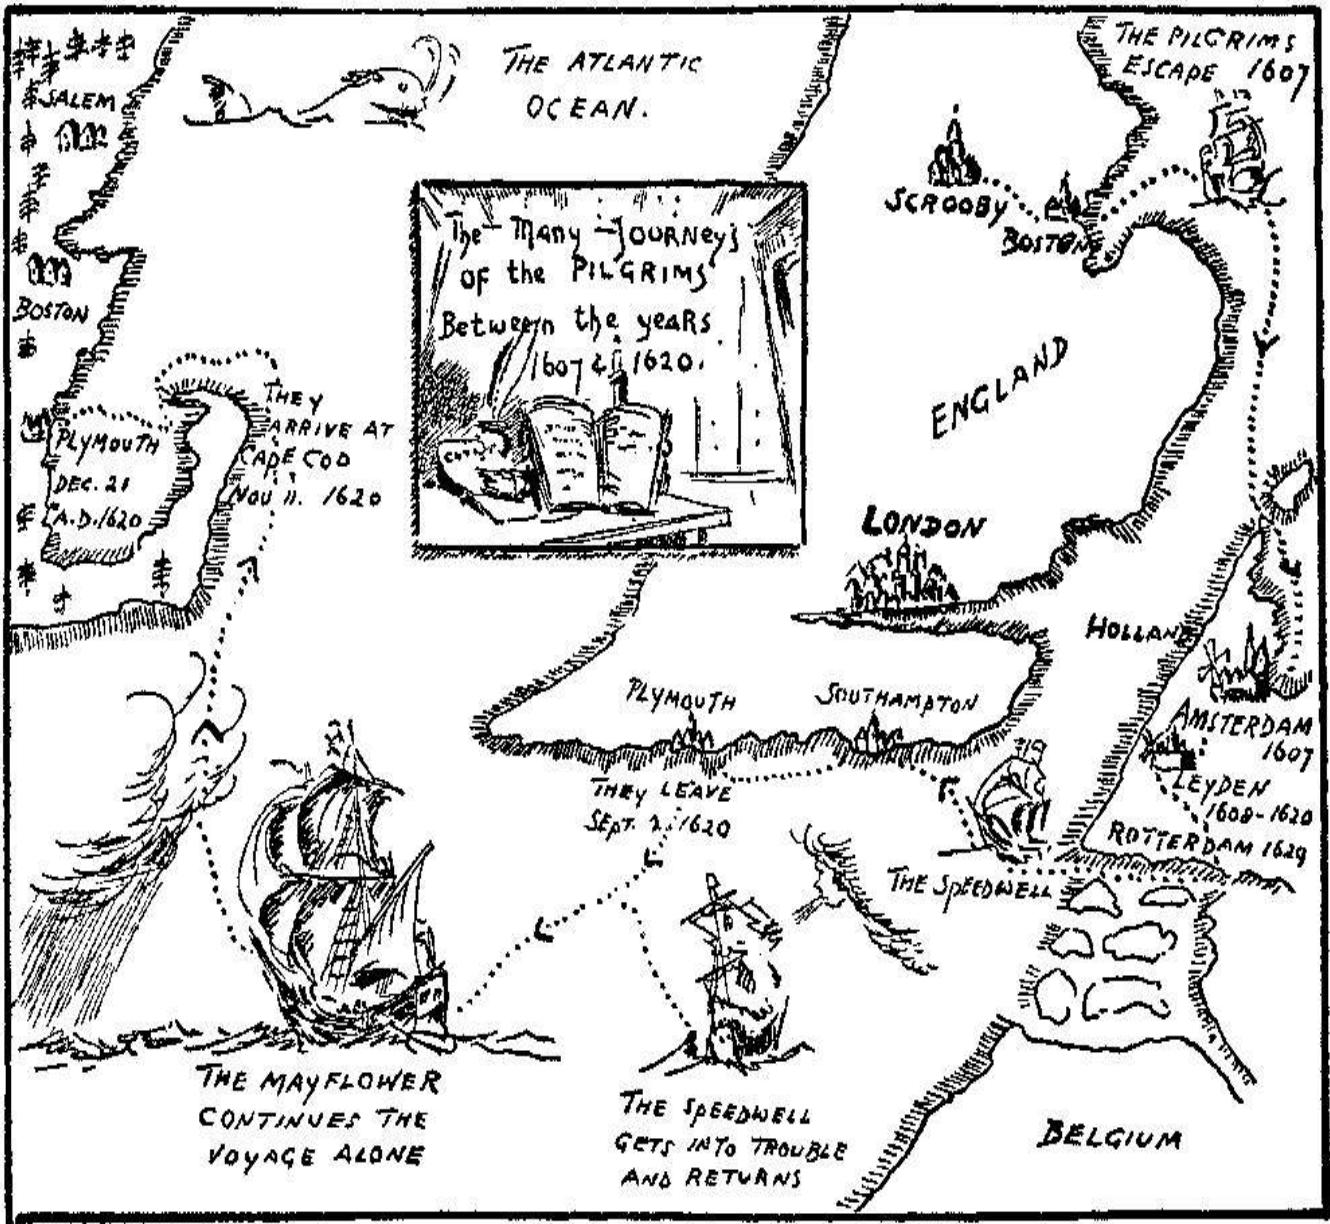 THE ATLANTIC
OCEAN.
THE PILGRIMS
ESCAPE 1607
SALEM
SCROOBY
BOSTON
The Many JOURNeys
OF the PILGRIMS
Between the yeaRs
1607 & 1620.
BOSTON
ENGLAND
THEY
ARRIVE AT
CAPE COD
NOV 11. 1620
PLYMOUTH
DEC. 21
A.D. 1620
LONDON
HOLLAND
PLYMOUTH
SOUTHAMPTON
AMSTERDAM
1607
LEYDEN
1608-1620
ROTTERDAM 1620
THEY LEAVE
SEPT. 1620
THE SPEEDWELL
THE MAYFLOWER
CONTINUES THE
VOYAGE ALONE
THE SPEEDWELL
GETS INTO TROUBLE
AND RETURNS
BELGIUM